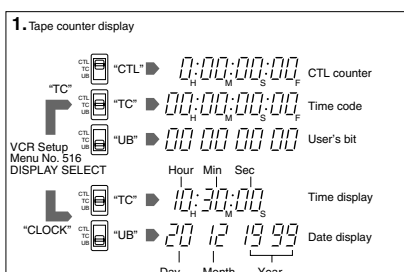 1. Tape counter display
CTL
TC
UB
"CTL"
0:00:00:00
H M S F
CTL counter
"TC"
CTL
TC
UB
"TC"
00:00:00:00
H M S F
Time code
CTL
TC
UB
"UB"
00 00 00 00
User's bit
VCR Setup
Menu No. 516
DISPLAY SELECT
Hour Min Sec
CTL
TC
UB
"TC"
10:30:00
H M S
Time display
"CLOCK"
CTL
TC
UB
"UB"
20 12 19 99
Date display
Day Month Year